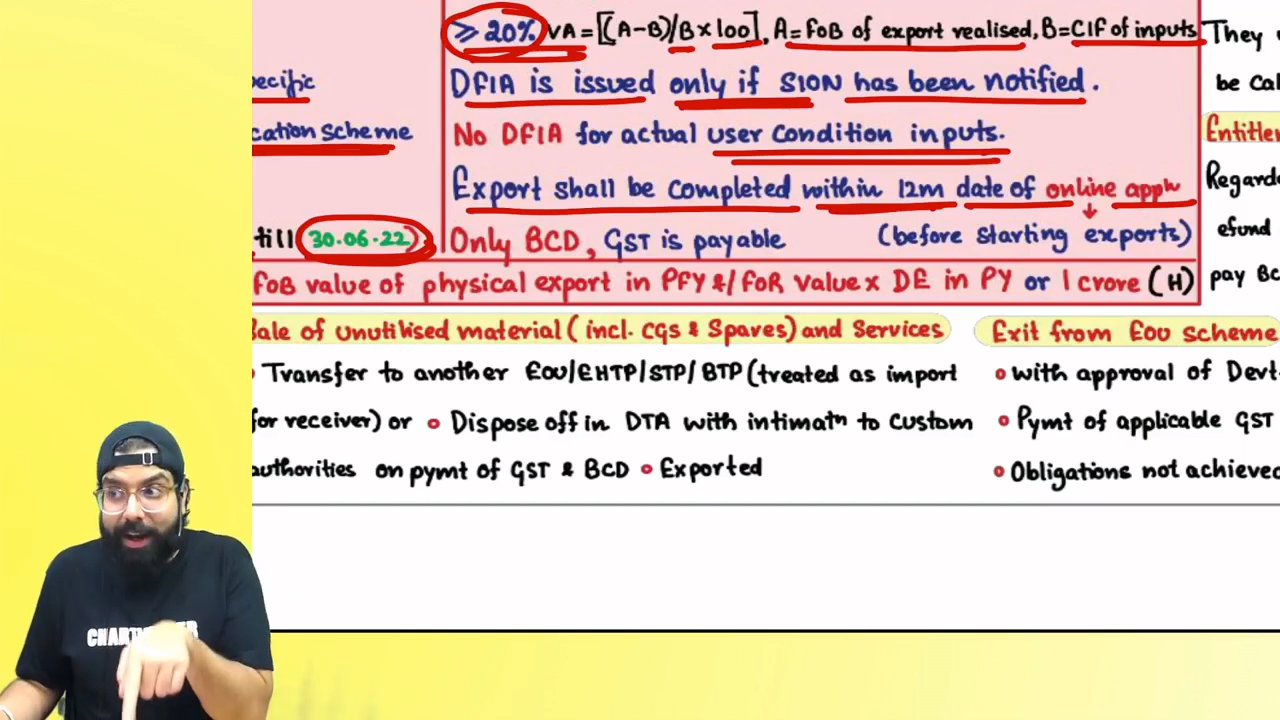 ≥ 20% VA = [(A-B)/B x 100], A = FOB of export realised, B = CIF of inputs
DFIA is issued only if SION has been notified.
No DFIA for actual user condition inputs.
Export shall be completed within 12m date of online appln
Only BCD, GST is payable (before starting exports)
ecific
cation scheme
till 30.06.22)
FOB value of physical export in PFY &/FOR value x DE in PY or 1 crore (H)
They
be cal
Entitlem
Regard
efund
pay BC
Sale of unutilised material (incl. CGs & Spares) and Services
Transfer to another EOU/EHTP/STP/BTP (treated as import
for receiver) or • Dispose off in DTA with intimatn to custom
authorities on pymt of GST & BCD • Exported
Exit from EOU scheme
• with approval of Devt.
• Pymt of applicable GST
• Obligations not achieved